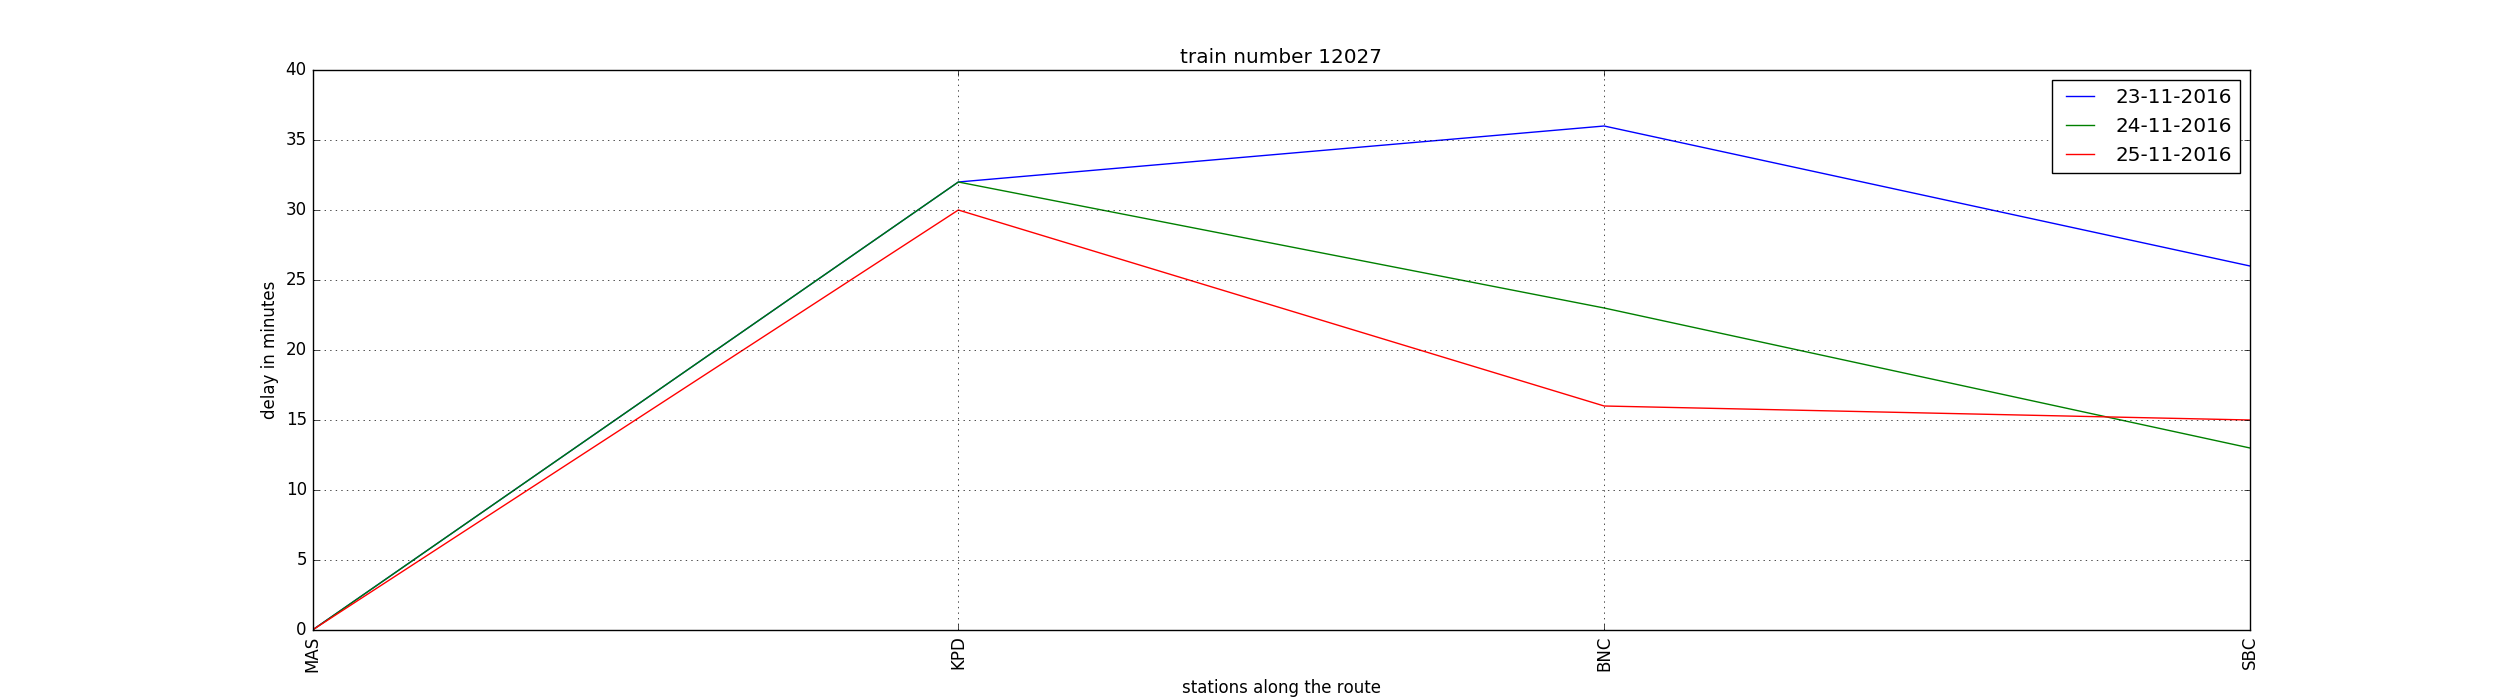 train number 12027
40
35
30
25
20
15
10
5
0
delay in minutes
23-11-2016
24-11-2016
25-11-2016
MAS
KPD
BNC
SBC
stations along the route